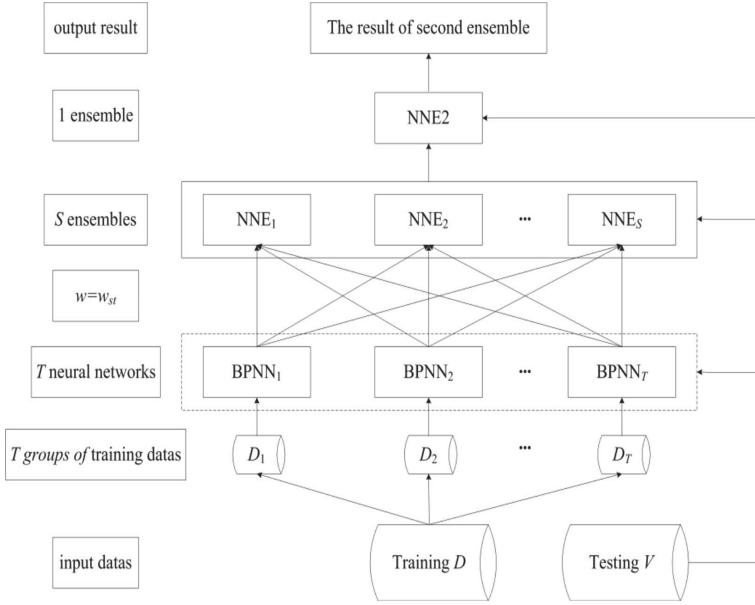 output result
The result of second ensemble
1 ensemble
NNE2
S ensembles
NNE1
NNE2
...
NNES
w=wst
T neural networks
BPNN1
BPNN2
...
BPNNT
T groups of training datas
D1
D2
...
DT
input datas
Training D
Testing V